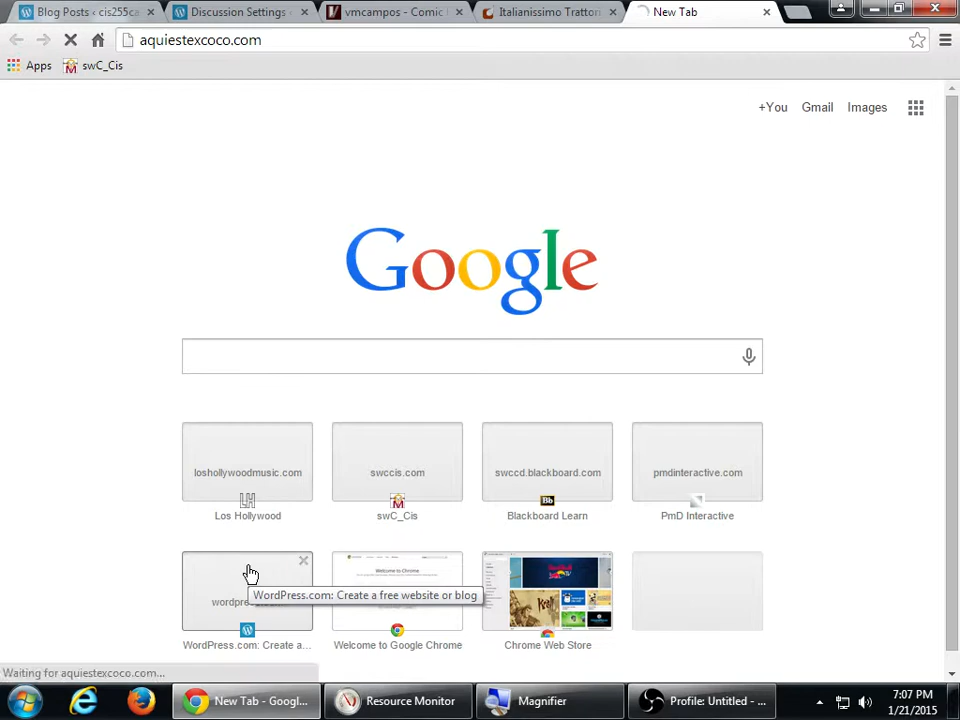 Blog Posts ‹ cis255ca
Discussion Settings ‹
vmcampos - Comic
Italianissimo Trattori
New Tab
aquiestexcoco.com
Apps
swC_Cis
+You Gmail Images
Google
loshollywoodmusic.com
swccis.com
swccd.blackboard.com
pmdinteractive.com
LH
M
Bb
Los Hollywood
swC_Cis
Blackboard Learn
PmD Interactive
WordPress.com: Create a free website or blog
Welcome to Chrome
WordPress.com: Create a...
Welcome to Google Chrome
Chrome Web Store
Waiting for aquiestexcoco.com...
New Tab - Googl...
Resource Monitor
Magnifier
Profile: Untitled - ...
7:07 PM
1/21/2015